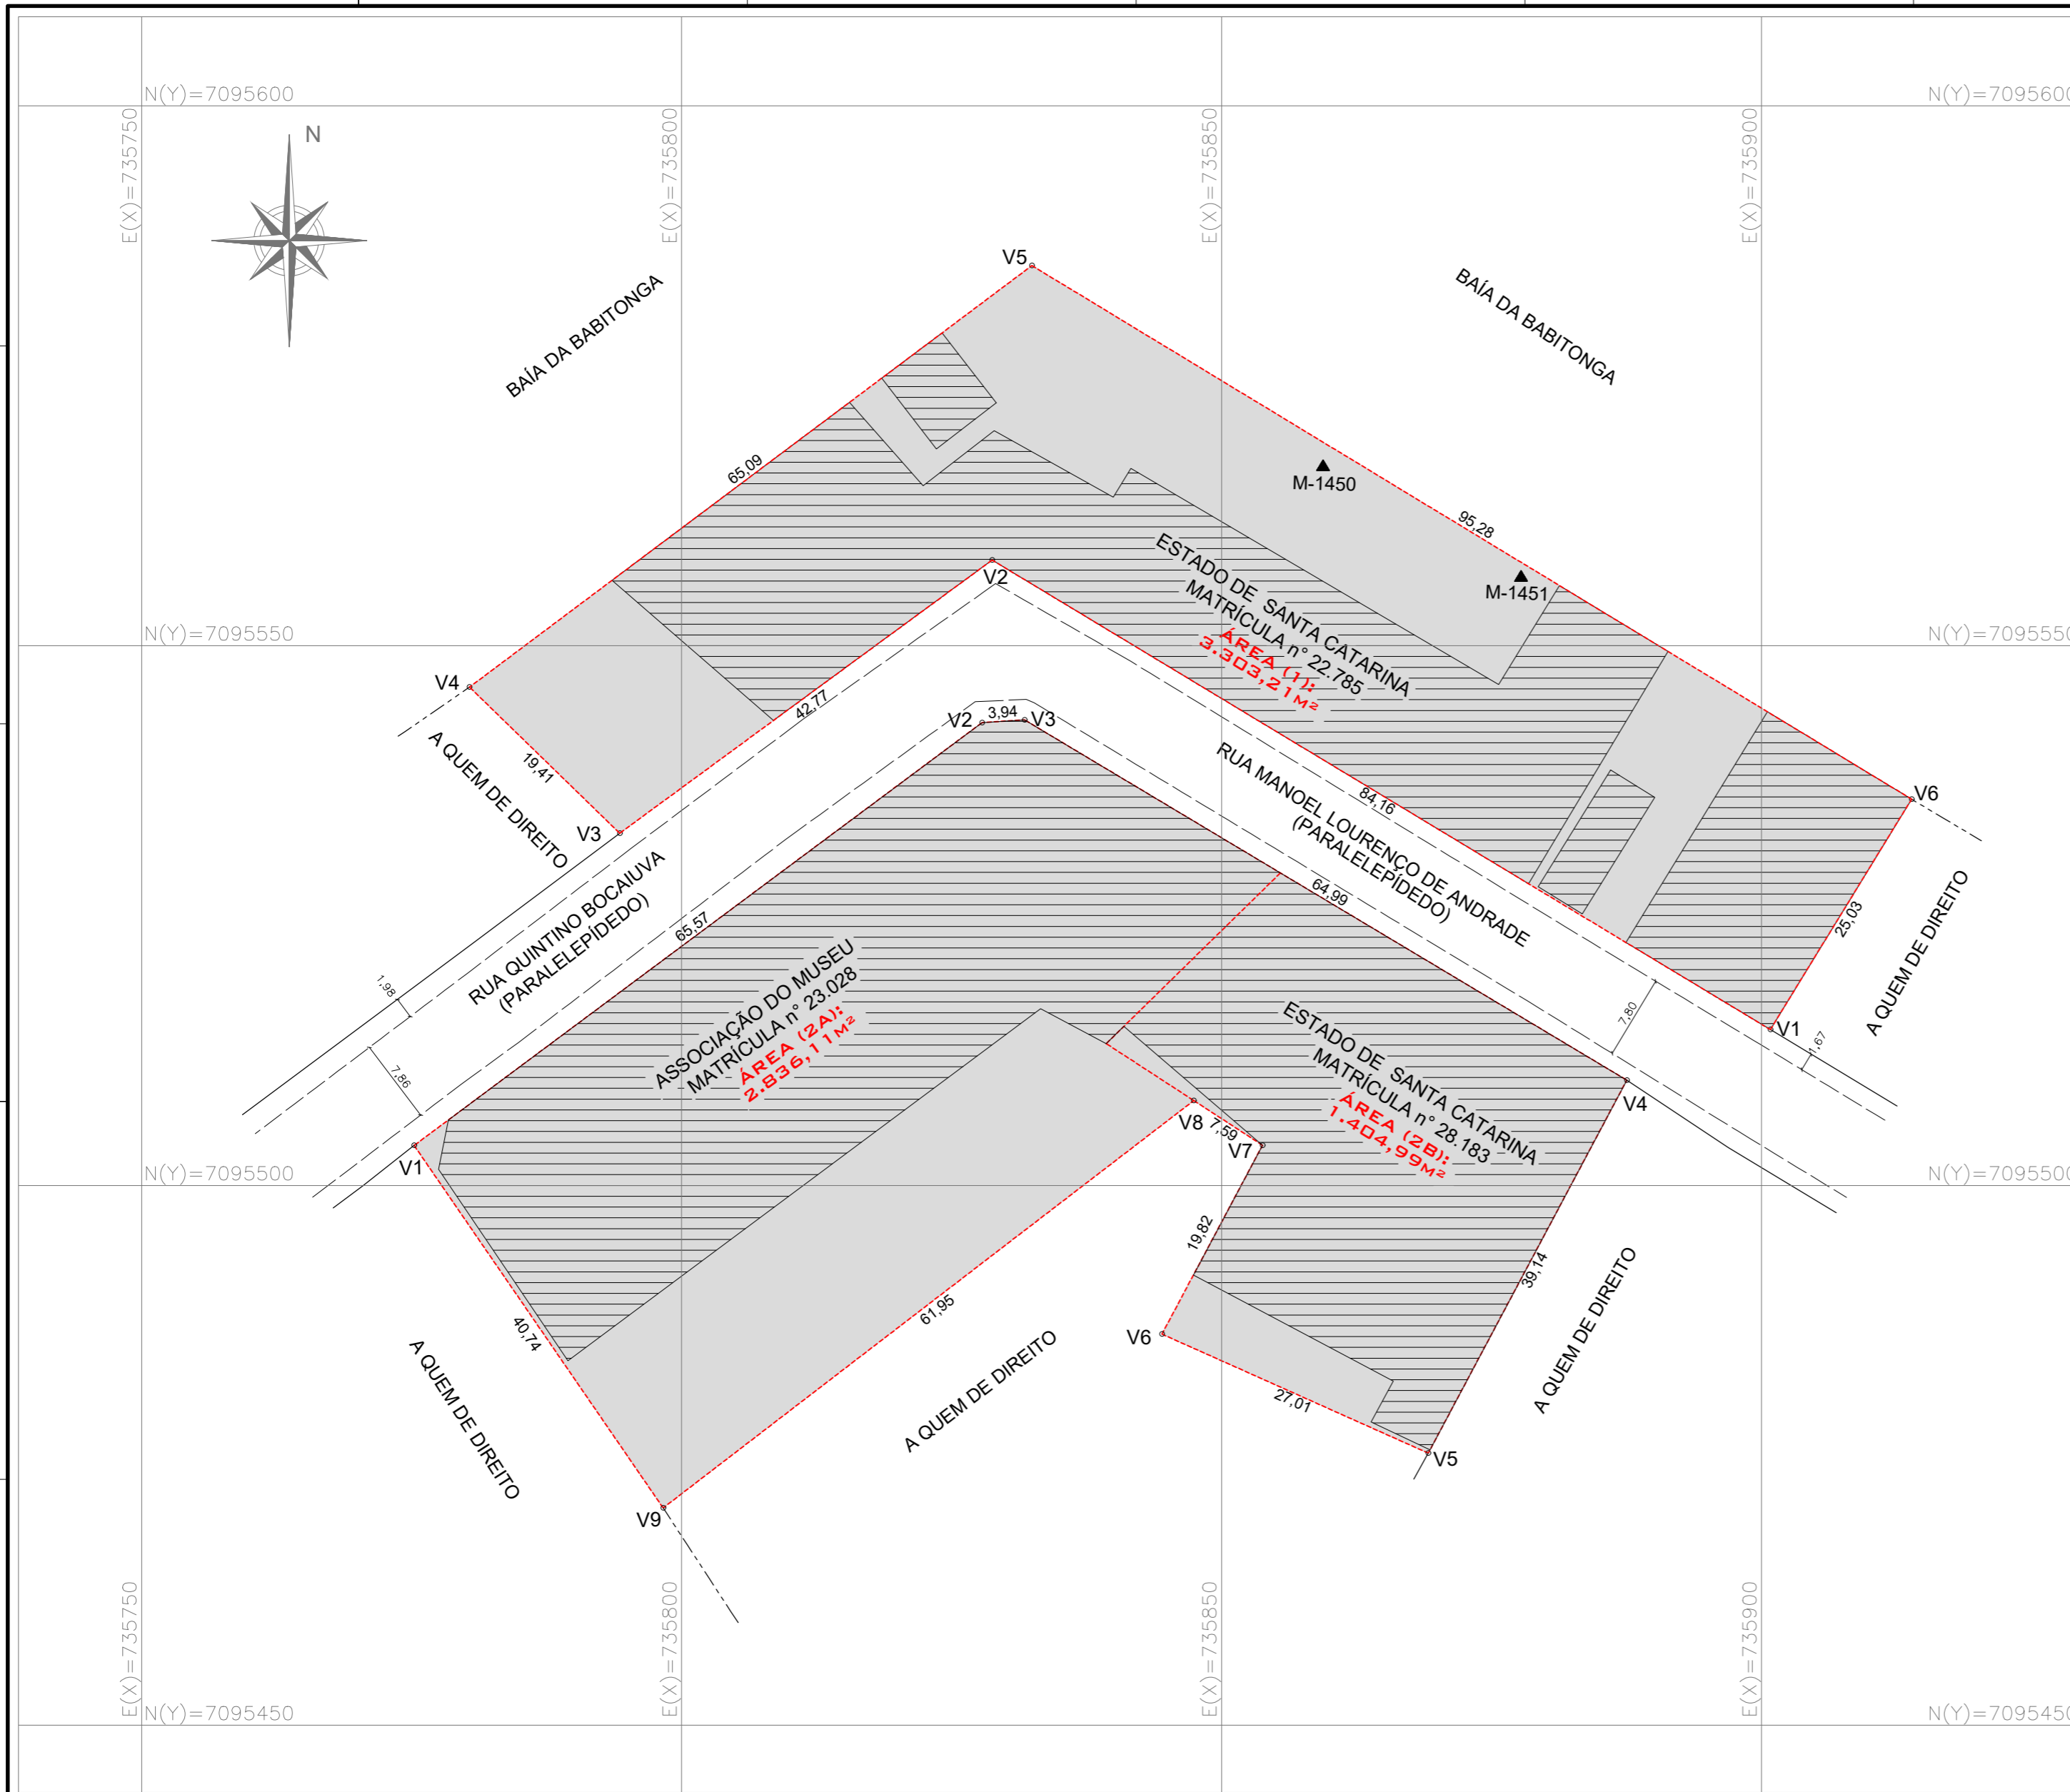 N(Y)=7095600
N(Y)=7095600
E(X)=735750
E(X)=735800
E(X)=735850
E(X)=735900
N
BAÍA DA BABITONGA
BAÍA DA BABITONGA
V5
65,09
M-1450
95,28
M-1451
V2
ESTADO DE SANTA CATARINA
MATRÍCULA n° 22.785
ÁREA (1):
3.303,21M²
N(Y)=7095550
N(Y)=7095550
V4
42,77
V2
3,94
V3
19,41
A QUEM DE DIREITO
V3
RUA MANOEL LOURENÇO DE ANDRADE
(PARALELEPÍDEDO)
84,16
V6
25,03
A QUEM DE DIREITO
64,99
RUA QUINTINO BOCAIUVA
(PARALELEPÍDEDO)
65,57
1,98
7,86
ASSOCIAÇÃO DO MUSEU
MATRÍCULA n° 23.028
ÁREA (2A):
2.836,11M²
7,80
V1
1,67
ESTADO DE SANTA CATARINA
MATRÍCULA n° 28.183
ÁREA (2B):
1.404,99M²
V4
V8
7,59
V7
V1
N(Y)=7095500
N(Y)=7095500
19,82
39,14
A QUEM DE DIREITO
40,74
61,95
V6
A QUEM DE DIREITO
A QUEM DE DIREITO
27,01
V5
V9
E(X)=735750
E(X)=735800
E(X)=735850
E(X)=735900
N(Y)=7095450
N(Y)=7095450